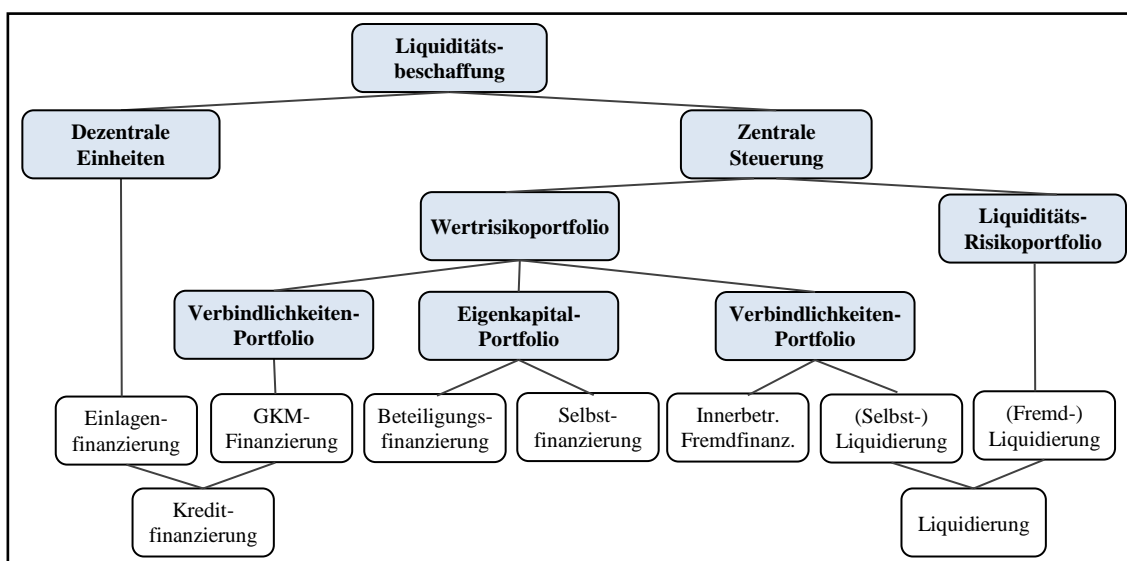 Liquiditäts-
beschaffung
Dezentrale
Einheiten
Zentrale
Steuerung
Wertrisikoportfolio
Liquiditäts-
Risikoportfolio
Verbindlichkeiten-
Portfolio
Eigenkapital-
Portfolio
Verbindlichkeiten-
Portfolio
Einlagen-
finanzierung
GKM-
Finanzierung
Beteiligungs-
finanzierung
Selbst-
finanzierung
Innerbetr.
Fremdfinanz.
(Selbst-)
Liquidierung
(Fremd-)
Liquidierung
Kredit-
finanzierung
Liquidierung